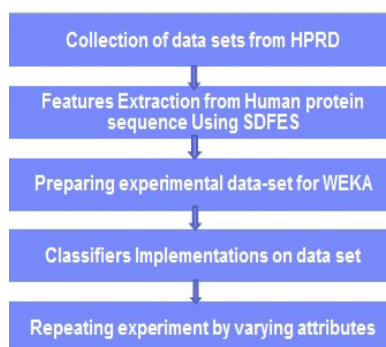 Collection of data sets from HPRD
Features Extraction from Human protein
sequence Using SDFES
Preparing experimental data-set for WEKA
Classifiers Implementations on data set
Repeating experiment by varying attributes